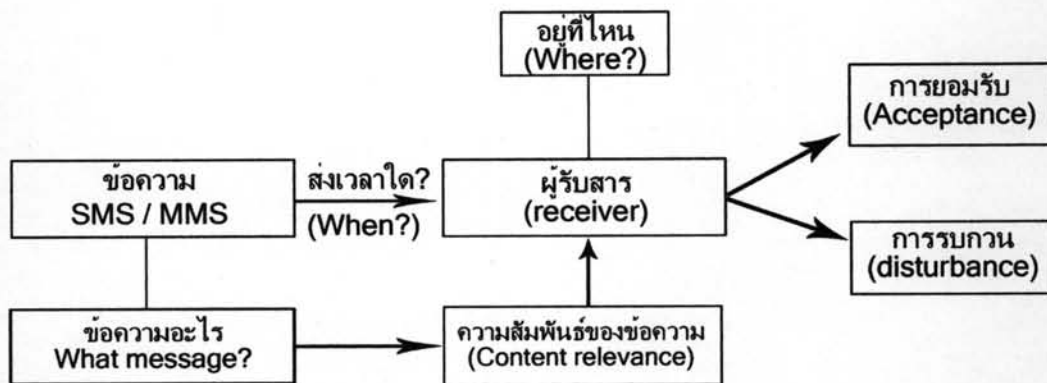 อยู่ที่ไหน
(Where?)
การยอมรับ
(Acceptance)
ข้อความ
SMS / MMS
ส่งเวลาใด?
(When?)
ผู้รับสาร
(receiver)
การรบกวน
(disturbance)
ข้อความอะไร
What message?
ความสัมพันธ์ของข้อความ
(Content relevance)